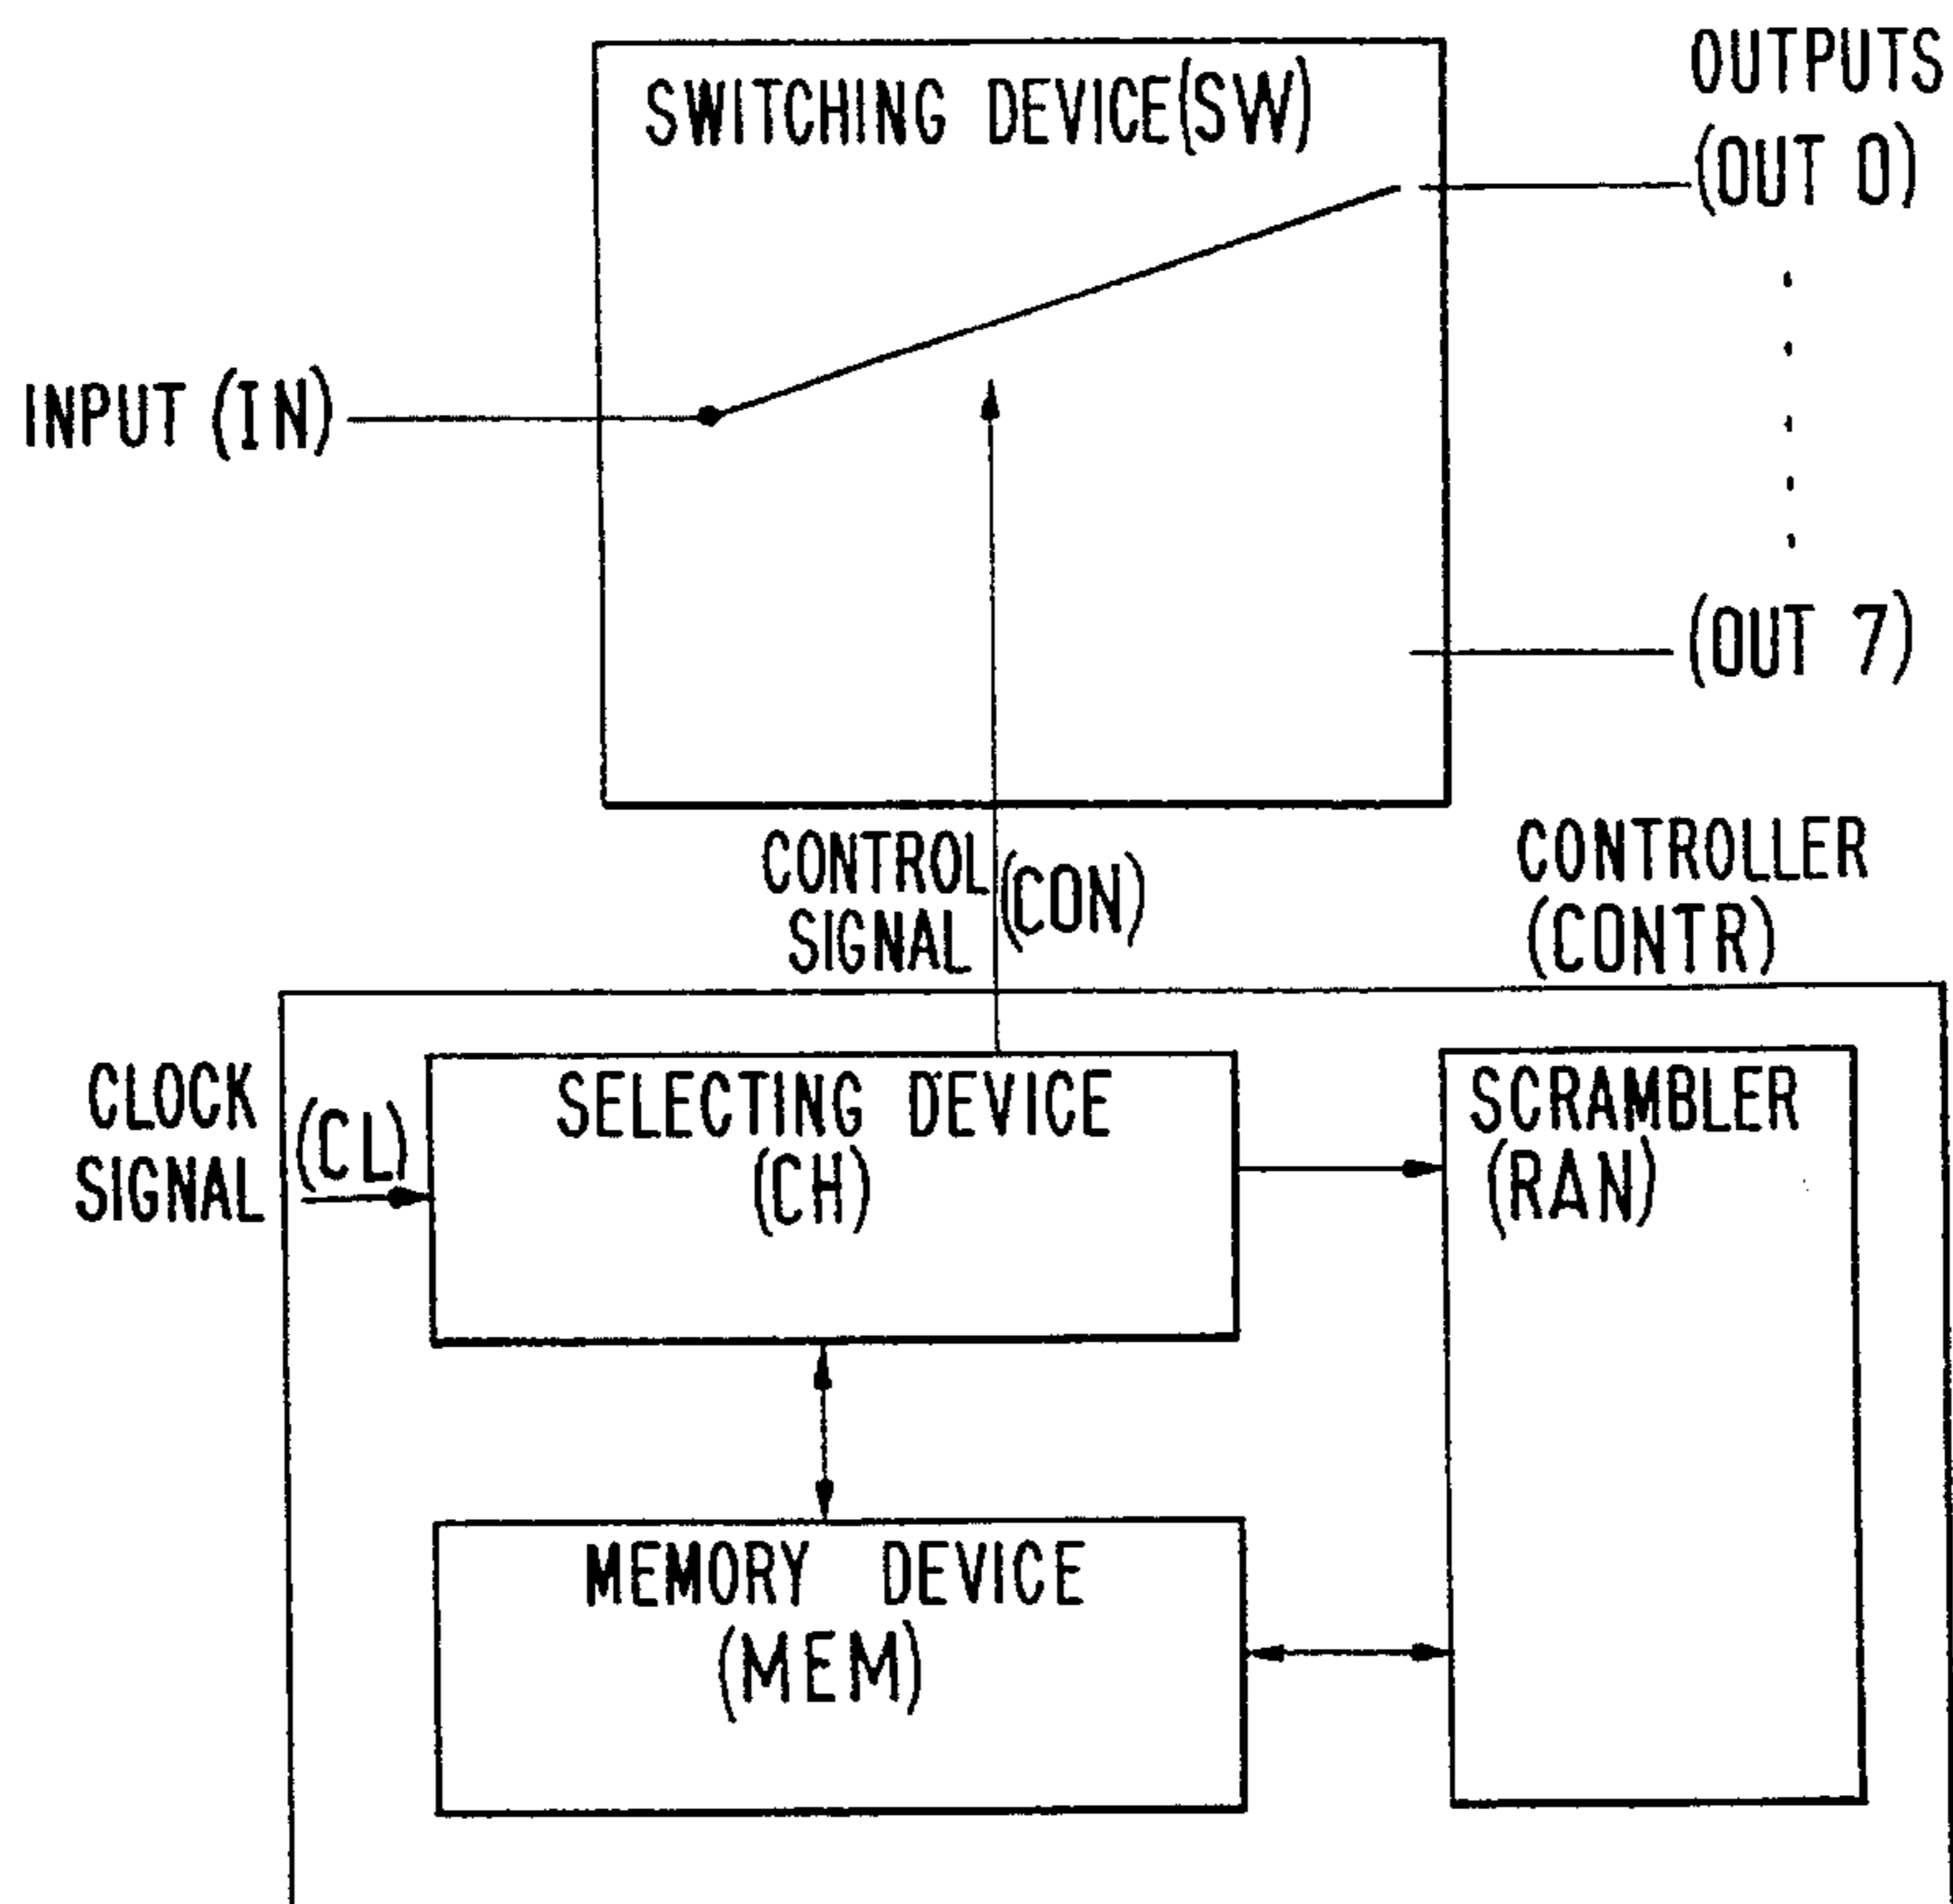 OUTPUTS
SWITCHING DEVICE(SW)
(OUT 0)
INPUT (IN)
(OUT 7)
CONTROL
SIGNAL
(CON)
CONTROLLER
(CONTR)
CLOCK
SIGNAL
(CL)
SELECTING DEVICE
(CH)
SCRAMBLER
(RAN)
MEMORY DEVICE
(MEM)